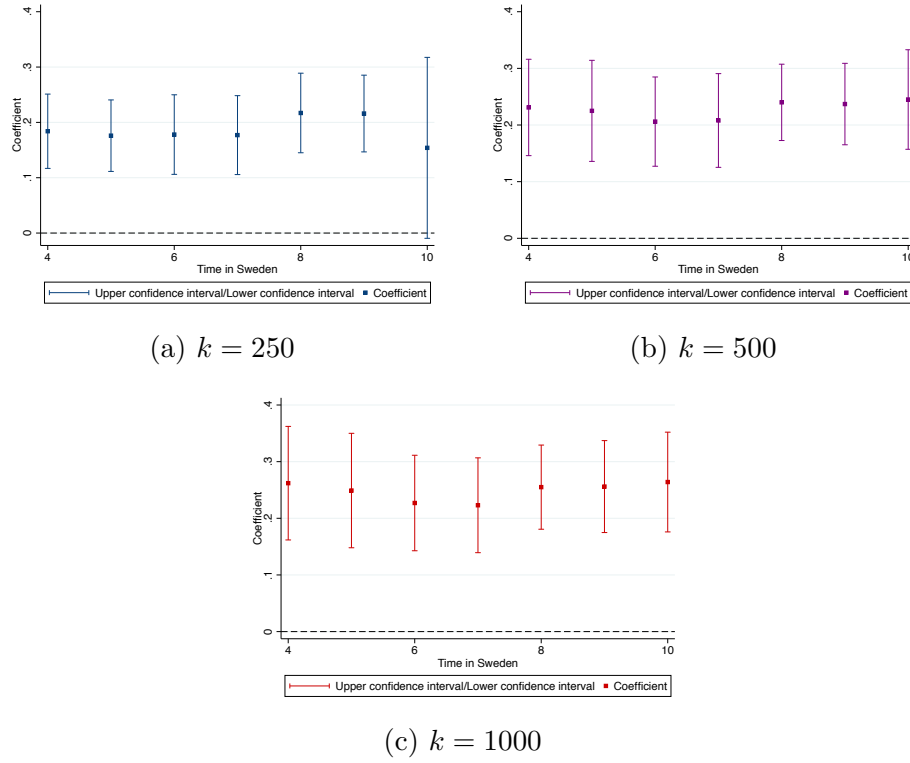 .4
.3
.2
.1
0
Coefficient
4 6 8 10
Time in Sweden
Upper confidence interval/Lower confidence interval Coefficient
(a) k = 250
.4
.3
.2
.1
0
Coefficient
4 6 8 10
Time in Sweden
Upper confidence interval/Lower confidence interval Coefficient
(b) k = 500
.4
.3
.2
.1
0
Coefficient
4 6 8 10
Time in Sweden
Upper confidence interval/Lower confidence interval Coefficient
(c) k = 1000